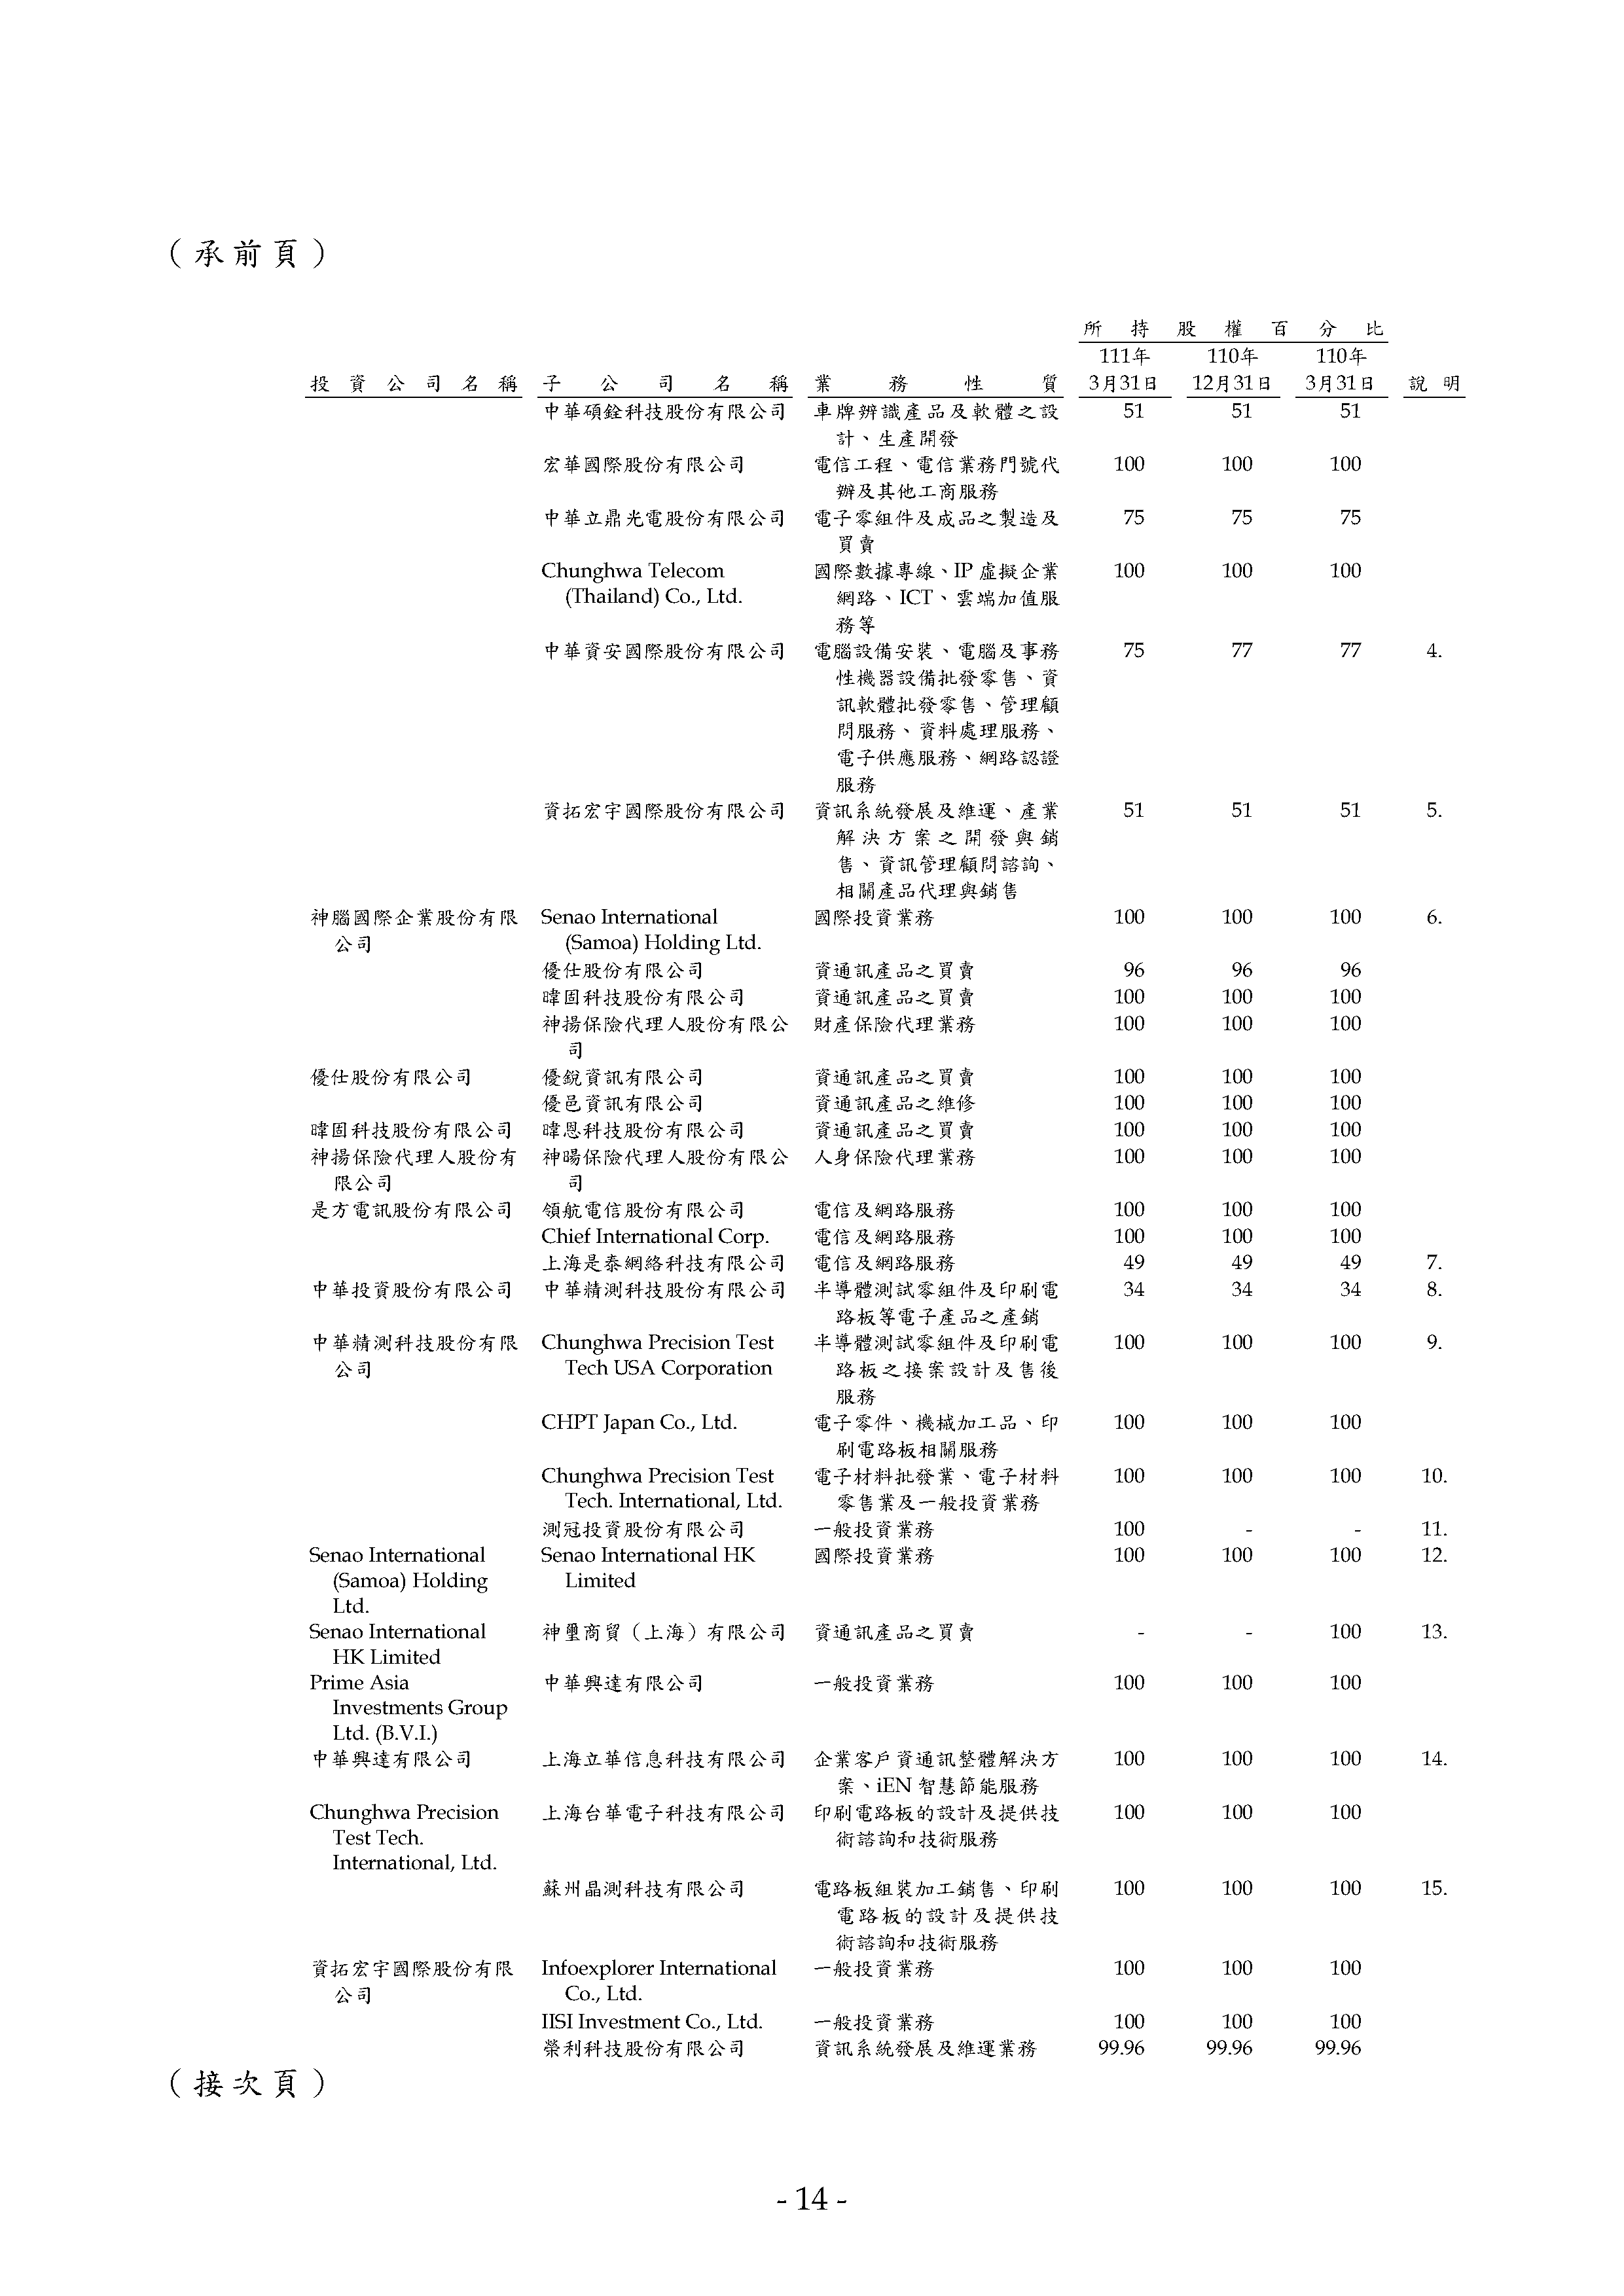 （承前頁）
所持股權百分比
111年 110年 110年
投資公司名稱 子公司名稱 業務性質 3月31日 12月31日 3月31日 說明
中華碩銓科技股份有限公司 車牌辨識產品及軟體之設 51 51 51
計、生產開發
宏華國際股份有限公司 電信工程、電信業務門號代 100 100 100
辦及其他工商服務
中華立鼎光電股份有限公司 電子零組件及成品之製造及 75 75 75
買賣
Chunghwa Telecom 國際數據專線、IP 虛擬企業 100 100 100
(Thailand) Co., Ltd. 網路、ICT、雲端加值服
務等
中華資安國際股份有限公司 電腦設備安裝、電腦及事務 75 77 77 4.
性機器設備批發零售、資
訊軟體批發零售、管理顧
問服務、資料處理服務、
電子供應服務、網路認證
服務
資拓宏宇國際股份有限公司 資訊系統發展及維運、產業 51 51 51 5.
解決方案之開發與銷
售、資訊管理顧問諮詢、
相關產品代理與銷售
神腦國際企業股份有限 Senao International 國際投資業務 100 100 100 6.
公司 (Samoa) Holding Ltd.
優仕股份有限公司 資通訊產品之買賣 96 96 96
暐固科技股份有限公司 資通訊產品之買賣 100 100 100
神揚保險代理人股份有限公 財產保險代理業務 100 100 100
司
優仕股份有限公司 優銳資訊有限公司 資通訊產品之買賣 100 100 100
優邑資訊有限公司 資通訊產品之維修 100 100 100
暐固科技股份有限公司 暐恩科技股份有限公司 資通訊產品之買賣 100 100 100
神揚保險代理人股份有 神暘保險代理人股份有限公 人身保險代理業務 100 100 100
限公司 司
是方電訊股份有限公司 領航電信股份有限公司 電信及網路服務 100 100 100
Chief International Corp. 電信及網路服務 100 100 100
上海是泰網絡科技有限公司 電信及網路服務 49 49 49 7.
中華投資股份有限公司 中華精測科技股份有限公司 半導體測試零組件及印刷電 34 34 34 8.
路板等電子產品之產銷
中華精測科技股份有限 Chunghwa Precision Test 半導體測試零組件及印刷電 100 100 100 9.
公司 Tech USA Corporation 路板之接案設計及售後
服務
CHPT Japan Co., Ltd. 電子零件、機械加工品、印 100 100 100
刷電路板相關服務
Chunghwa Precision Test 電子材料批發業、電子材料 100 100 100 10.
Tech. International, Ltd. 零售業及一般投資業務
測冠投資股份有限公司 一般投資業務 100 - - 11.
Senao International Senao International HK 國際投資業務 100 100 100 12.
(Samoa) Holding Limited
Ltd.
Senao International 神璽商貿（上海）有限公司 資通訊產品之買賣 - - 100 13.
HK Limited
Prime Asia 中華興達有限公司 一般投資業務 100 100 100
Investments Group
Ltd. (B.V.I.)
中華興達有限公司 上海立華信息科技有限公司 企業客戶資通訊整體解決方 100 100 100 14.
案、iEN 智慧節能服務
Chunghwa Precision 上海台華電子科技有限公司 印刷電路板的設計及提供技 100 100 100
Test Tech. 術諮詢和技術服務
International, Ltd.
蘇州晶測科技有限公司 電路板組裝加工銷售、印刷 100 100 100 15.
電路板的設計及提供技
術諮詢和技術服務
資拓宏宇國際股份有限 Infoexplorer International 一般投資業務 100 100 100
公司 Co., Ltd.
IISI Investment Co., Ltd. 一般投資業務 100 100 100
榮利科技股份有限公司 資訊系統發展及維運業務 99.96 99.96 99.96
（接次頁）
- 14 -